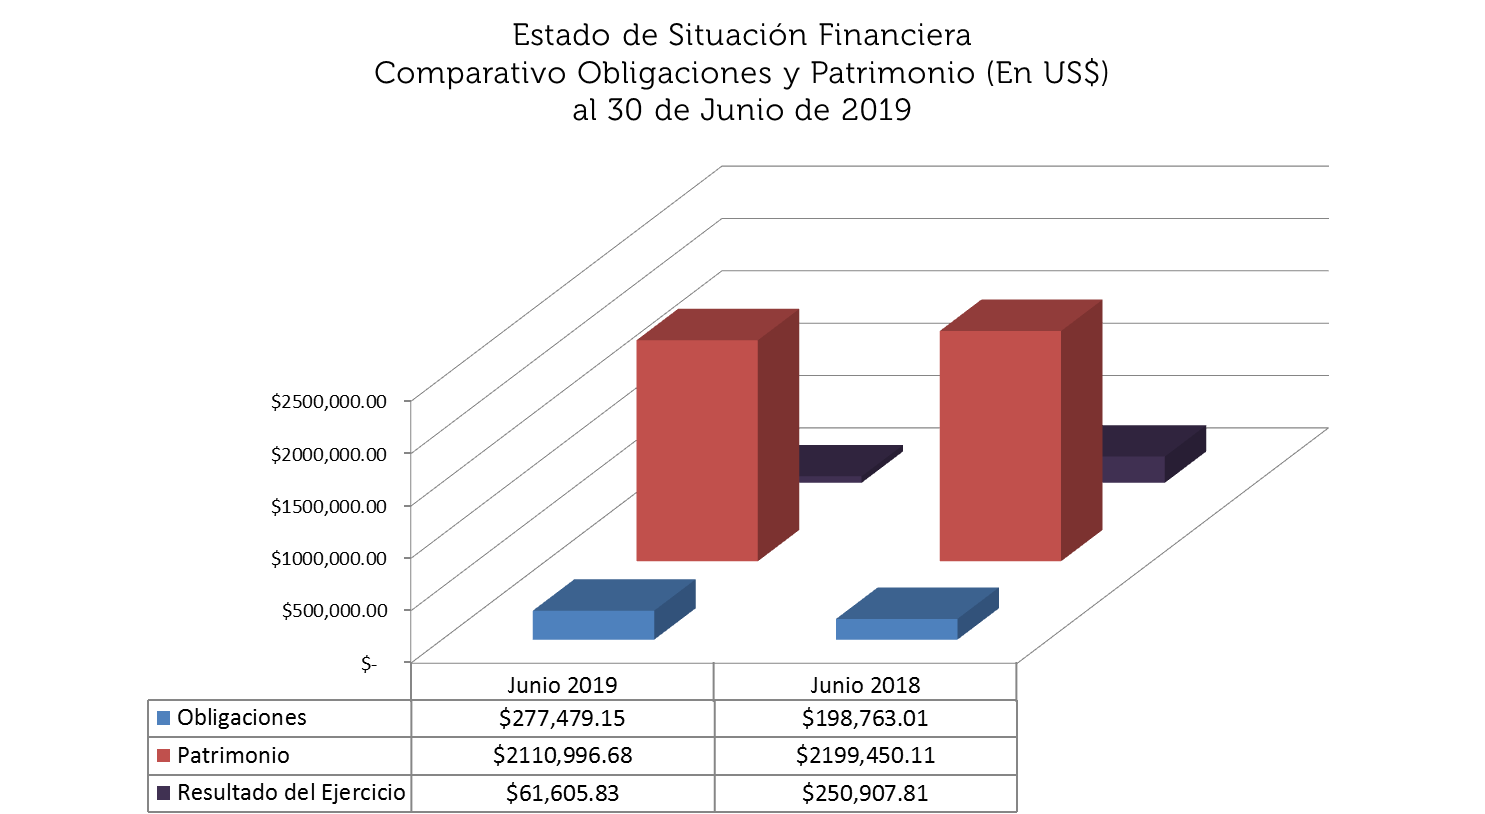 Estado de Situación Financiera
Comparativo Obligaciones y Patrimonio (En US$)
al 30 de Junio de 2019
$2500,000.00
$2000,000.00
$1500,000.00
$1000,000.00
$500,000.00
$-
Junio 2019 Junio 2018
Obligaciones $277,479.15 $198,763.01
Patrimonio $2110,996.68 $2199,450.11
Resultado del Ejercicio $61,605.83 $250,907.81